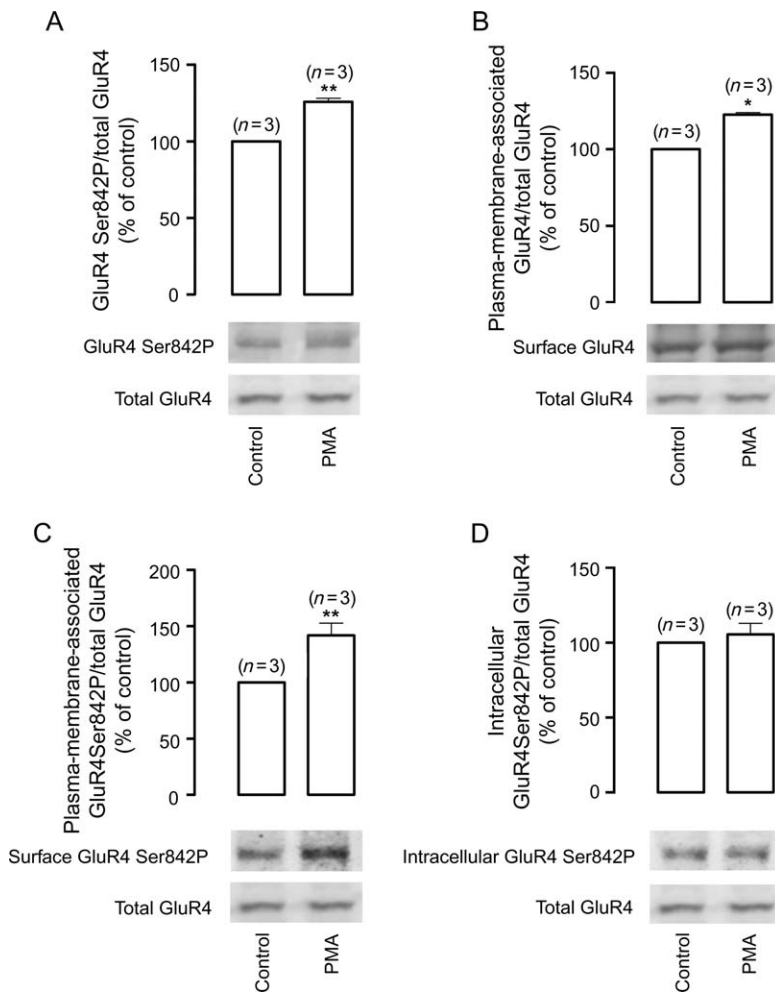 A
GluR4 Ser842P/total GluR4
(% of control)
150
100
50
0
(n=3)
(n=3)
**
GluR4 Ser842P
Total GluR4
Control
PMA
B
Plasma-membrane-associated
GluR4/total GluR4
(% of control)
150
100
50
0
(n=3)
(n=3)
*
Surface GluR4
Total GluR4
Control
PMA
C
Plasma-membrane-associated
GluR4Ser842P/total GluR4
(% of control)
200
150
100
50
0
(n=3)
(n=3)
**
Surface GluR4 Ser842P
Total GluR4
Control
PMA
D
Intracellular
GluR4Ser842P/total GluR4
(% of control)
150
100
50
0
(n=3)
(n=3)
Intracellular GluR4 Ser842P
Total GluR4
Control
PMA